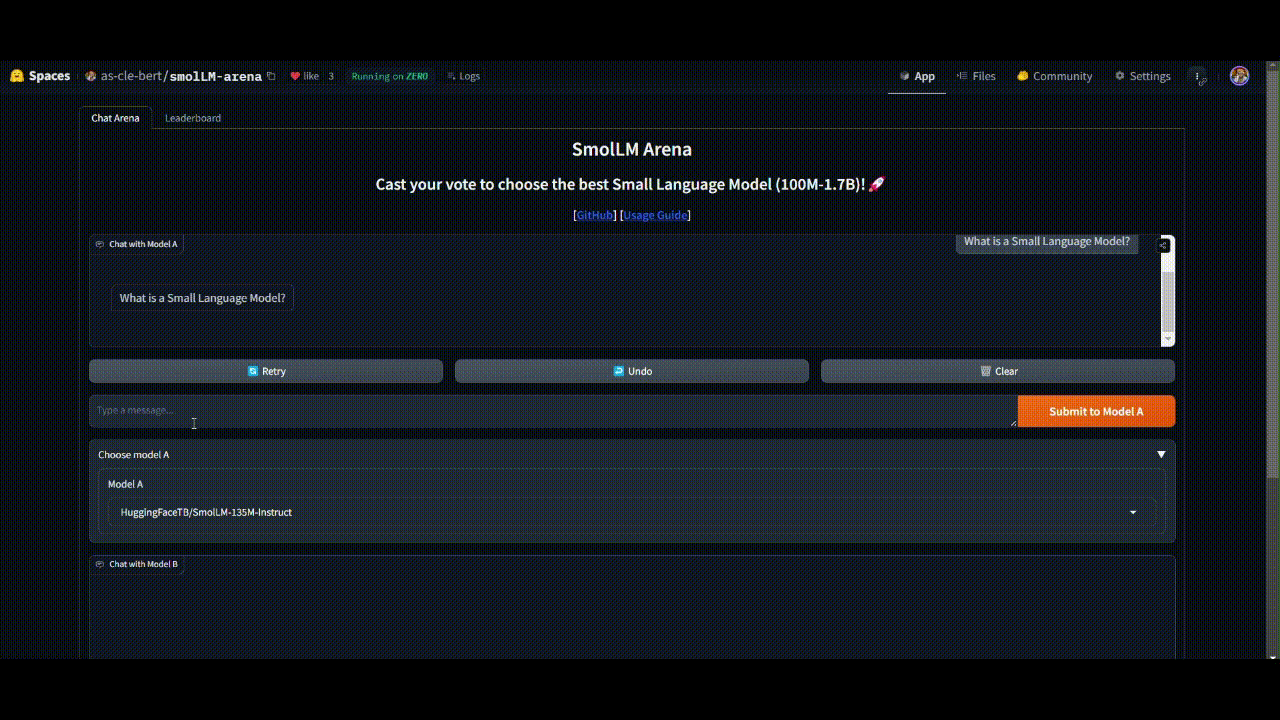 Spaces as-cle-bert/smolLM-arena like 3 Running on ZERO Logs App Files Community Settings
Chat Arena Leaderboard
SmolLM Arena
Cast your vote to choose the best Small Language Model (100M-1.7B)! 🚀
[GitHub] [Usage Guide]
Chat with Model A
What is a Small Language Model?
What is a Small Language Model?
Retry Undo Clear
Type a message...
Submit to Model A
Choose model A
Model A
HuggingFaceTB/SmolLM-135M-Instruct
Chat with Model B